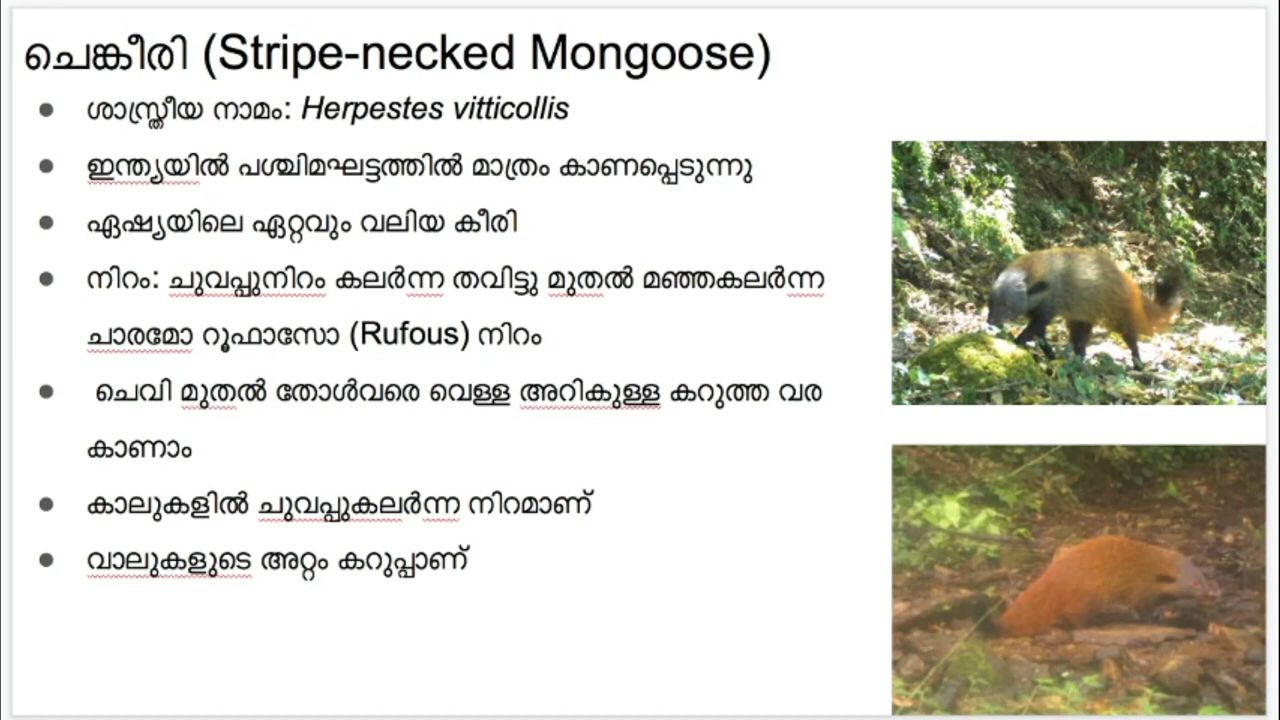 ചെങ്കീരി (Stripe-necked Mongoose)
● ശാസ്ത്രീയ നാമം: Herpestes vitticollis
● ഇന്ത്യയിൽ പശ്ചിമഘട്ടത്തിൽ മാത്രം കാണപ്പെടുന്നു
● ഏഷ്യയിലെ ഏറ്റവും വലിയ കീരി
● നിറം: ചുവപ്പുനിറം കലർന്ന തവിട്ടു മുതൽ മഞ്ഞകലർന്ന
ചാരമോ റൂഫാസോ (Rufous) നിറം
● ചെവി മുതൽ തോൾവരെ വെള്ള അറികുള്ള കറുത്ത വര
കാണാം
● കാലുകളിൽ ചുവപ്പുകലർന്ന നിറമാണ്
● വാലുകളുടെ അറ്റം കറുപ്പാണ്